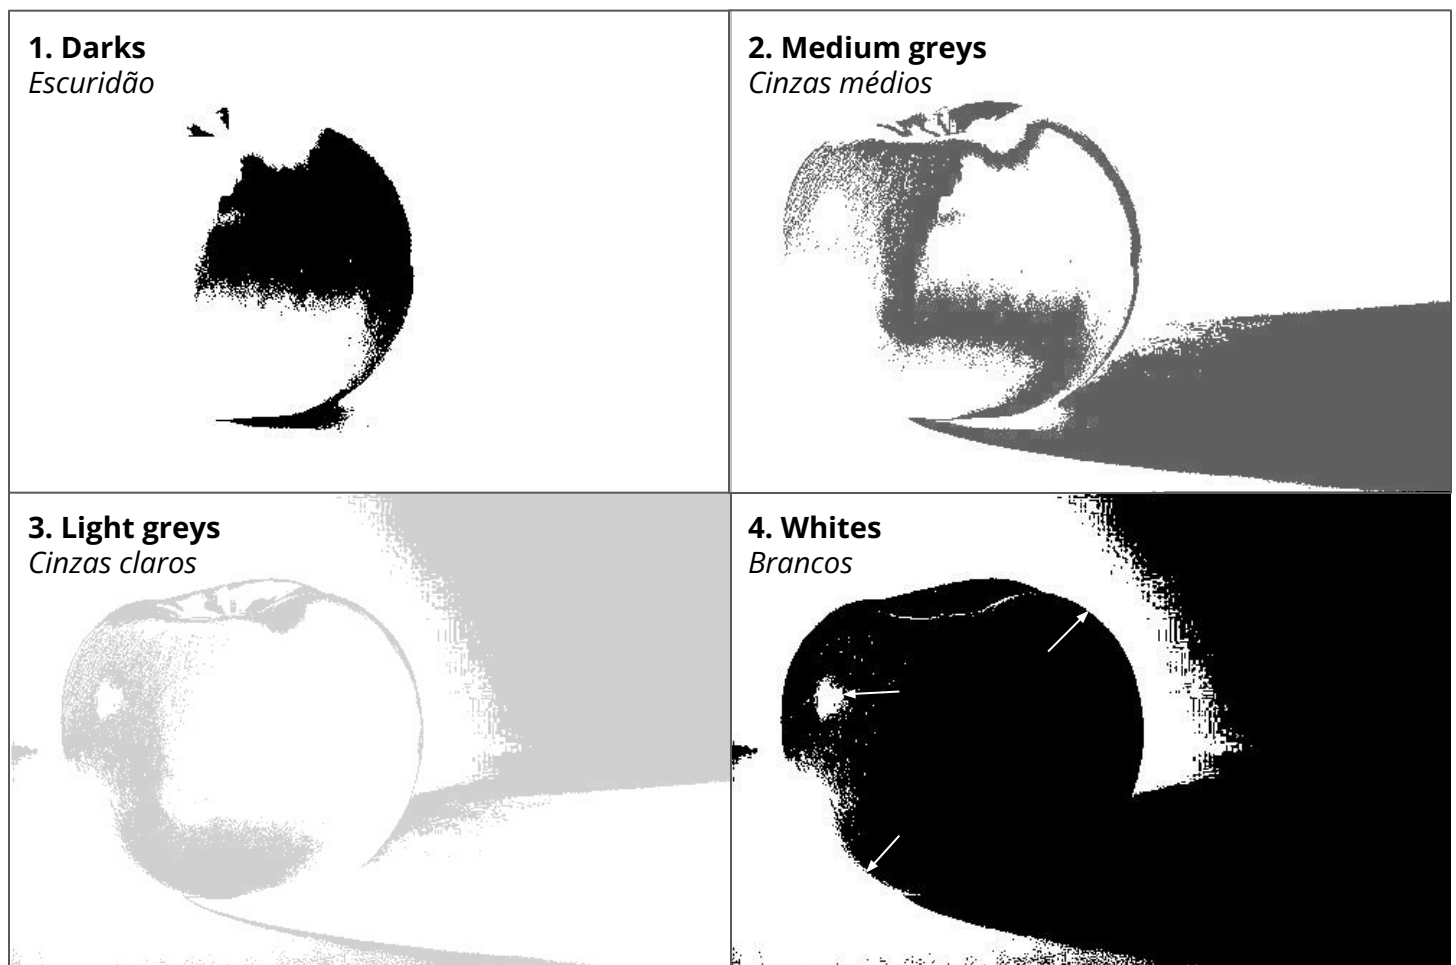 1. Darks
Escuridão
2. Medium greys
Cinzas médios
3. Light greys
Cinzas claros
4. Whites
Brancos